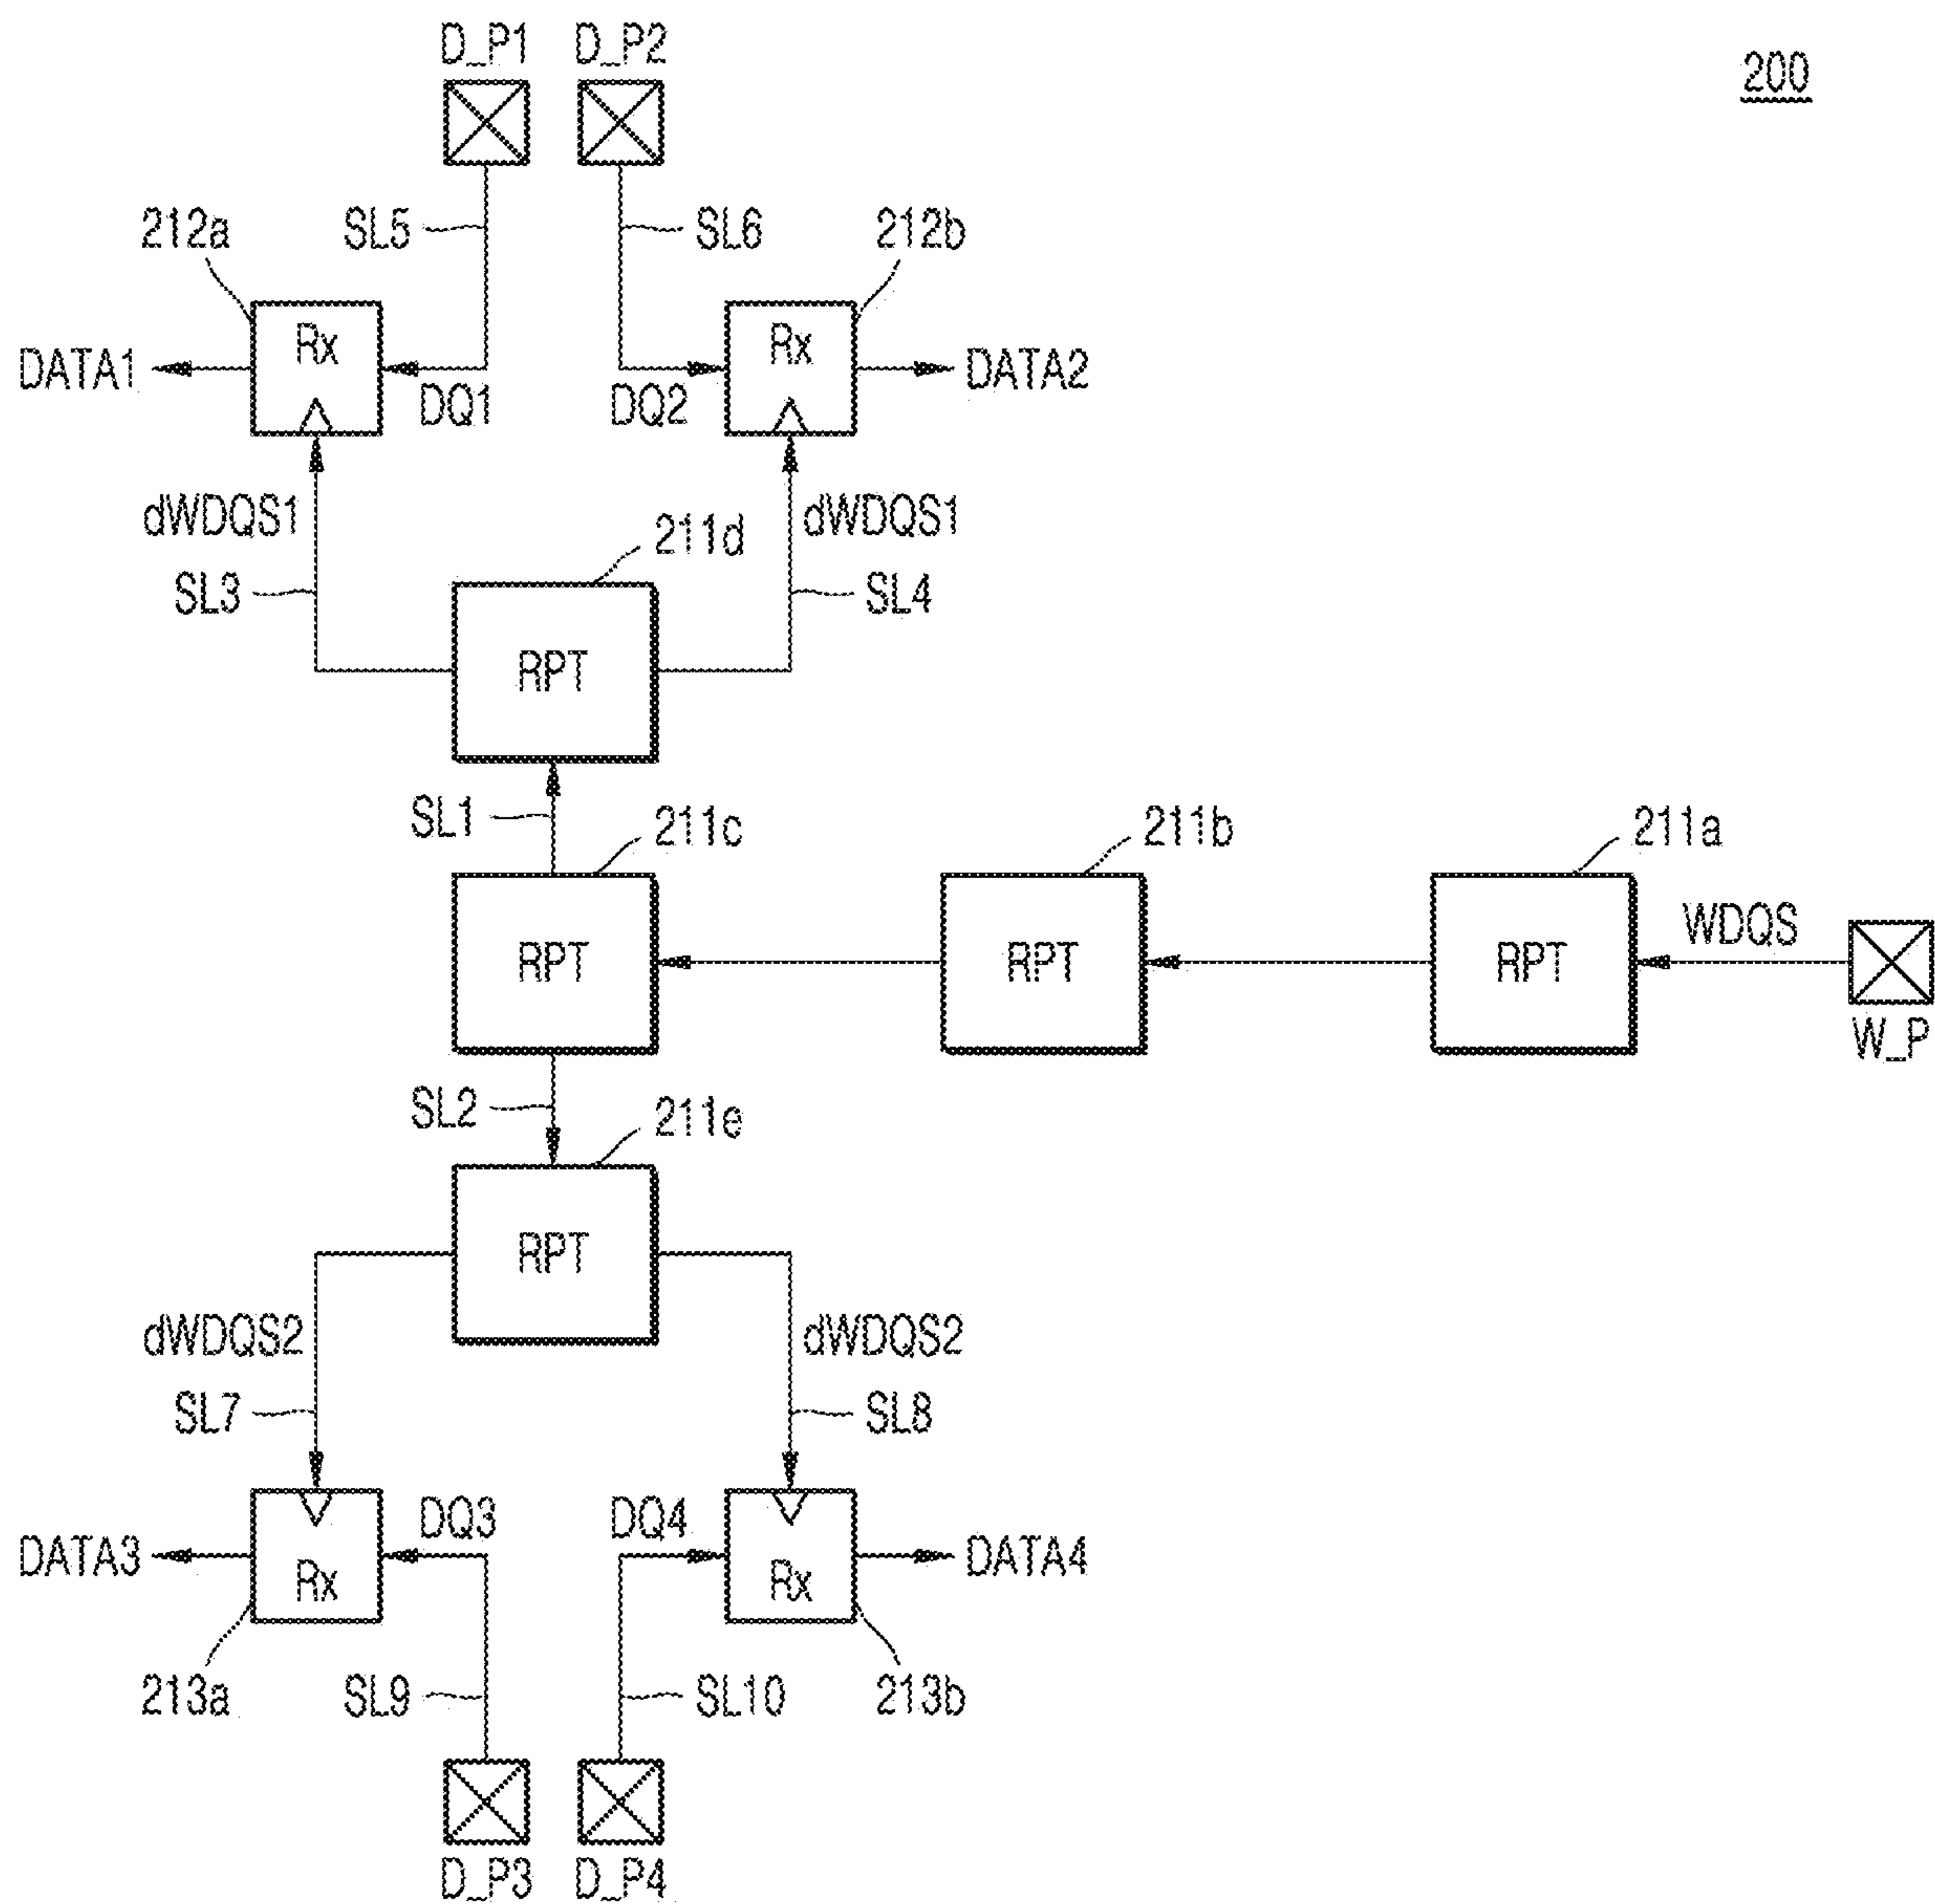 D_P1 D_P2
200
212a SL5 SL6 212b
Rx Rx
DATA1 DQ1 DQ2 DATA2
dWDQS1 211d dWDQS1
SL3 RPT SL4
SL1 211c 211b 211a
RPT RPT RPT WDQS
W_P
SL2 211e
RPT
dWDQS2 dWDQS2
SL7 SL8
DATA3 DQ3 DQ4 DATA4
Rx Rx
213a SL9 SL10 213b
D_P3 D_P4